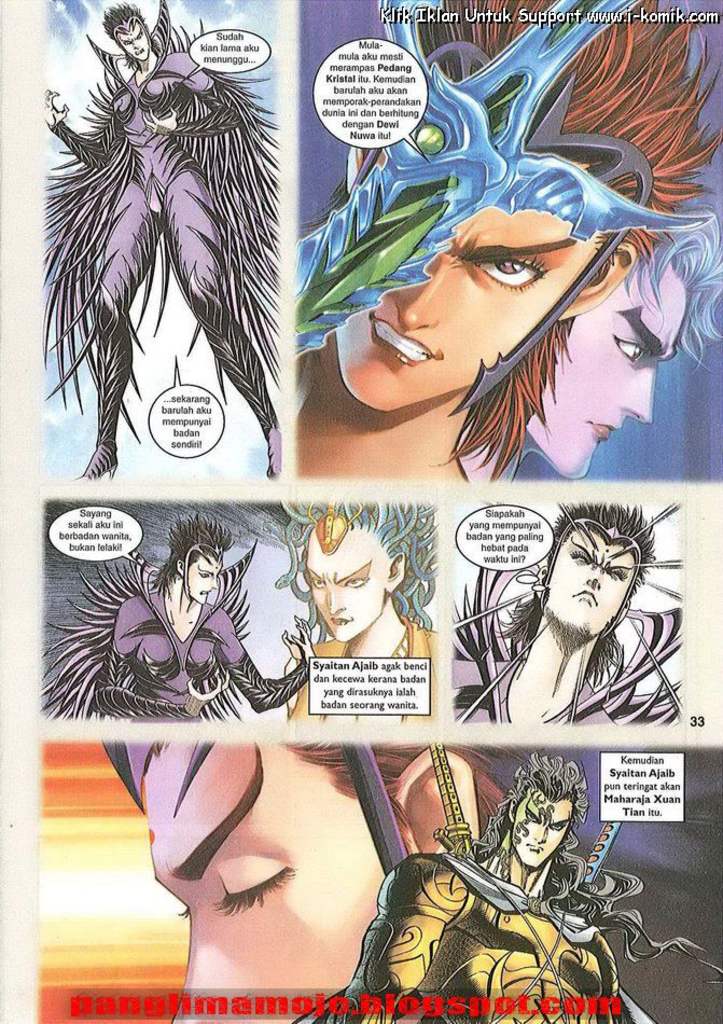 Klik Iklan Untuk Support www.i-komik.com
Sudah
kian lama aku
menunggu...
Mula-
mula aku mesti
merampas Pedang
Kristal itu. Kemudian
barulah aku akan
memporak-perandakan
dunia ini dan berhitung
dengan Dewi
Nuwa itu!
...sekarang
barulah aku
mempunyai
badan
sendiri!
Sayang
sekali aku ini
berbadan wanita,
bukan lelaki!
Syaitan Ajaib agak benci
dan kecewa kerana badan
yang dirasuknya ialah
badan seorang wanita.
Siapakah
yang mempunyai
badan yang paling
hebat pada
waktu ini?
33
Kemudian
Syaitan Ajaib
pun teringat akan
Maharaja Xuan
Tian itu.
panglimamojo.blogspot.com